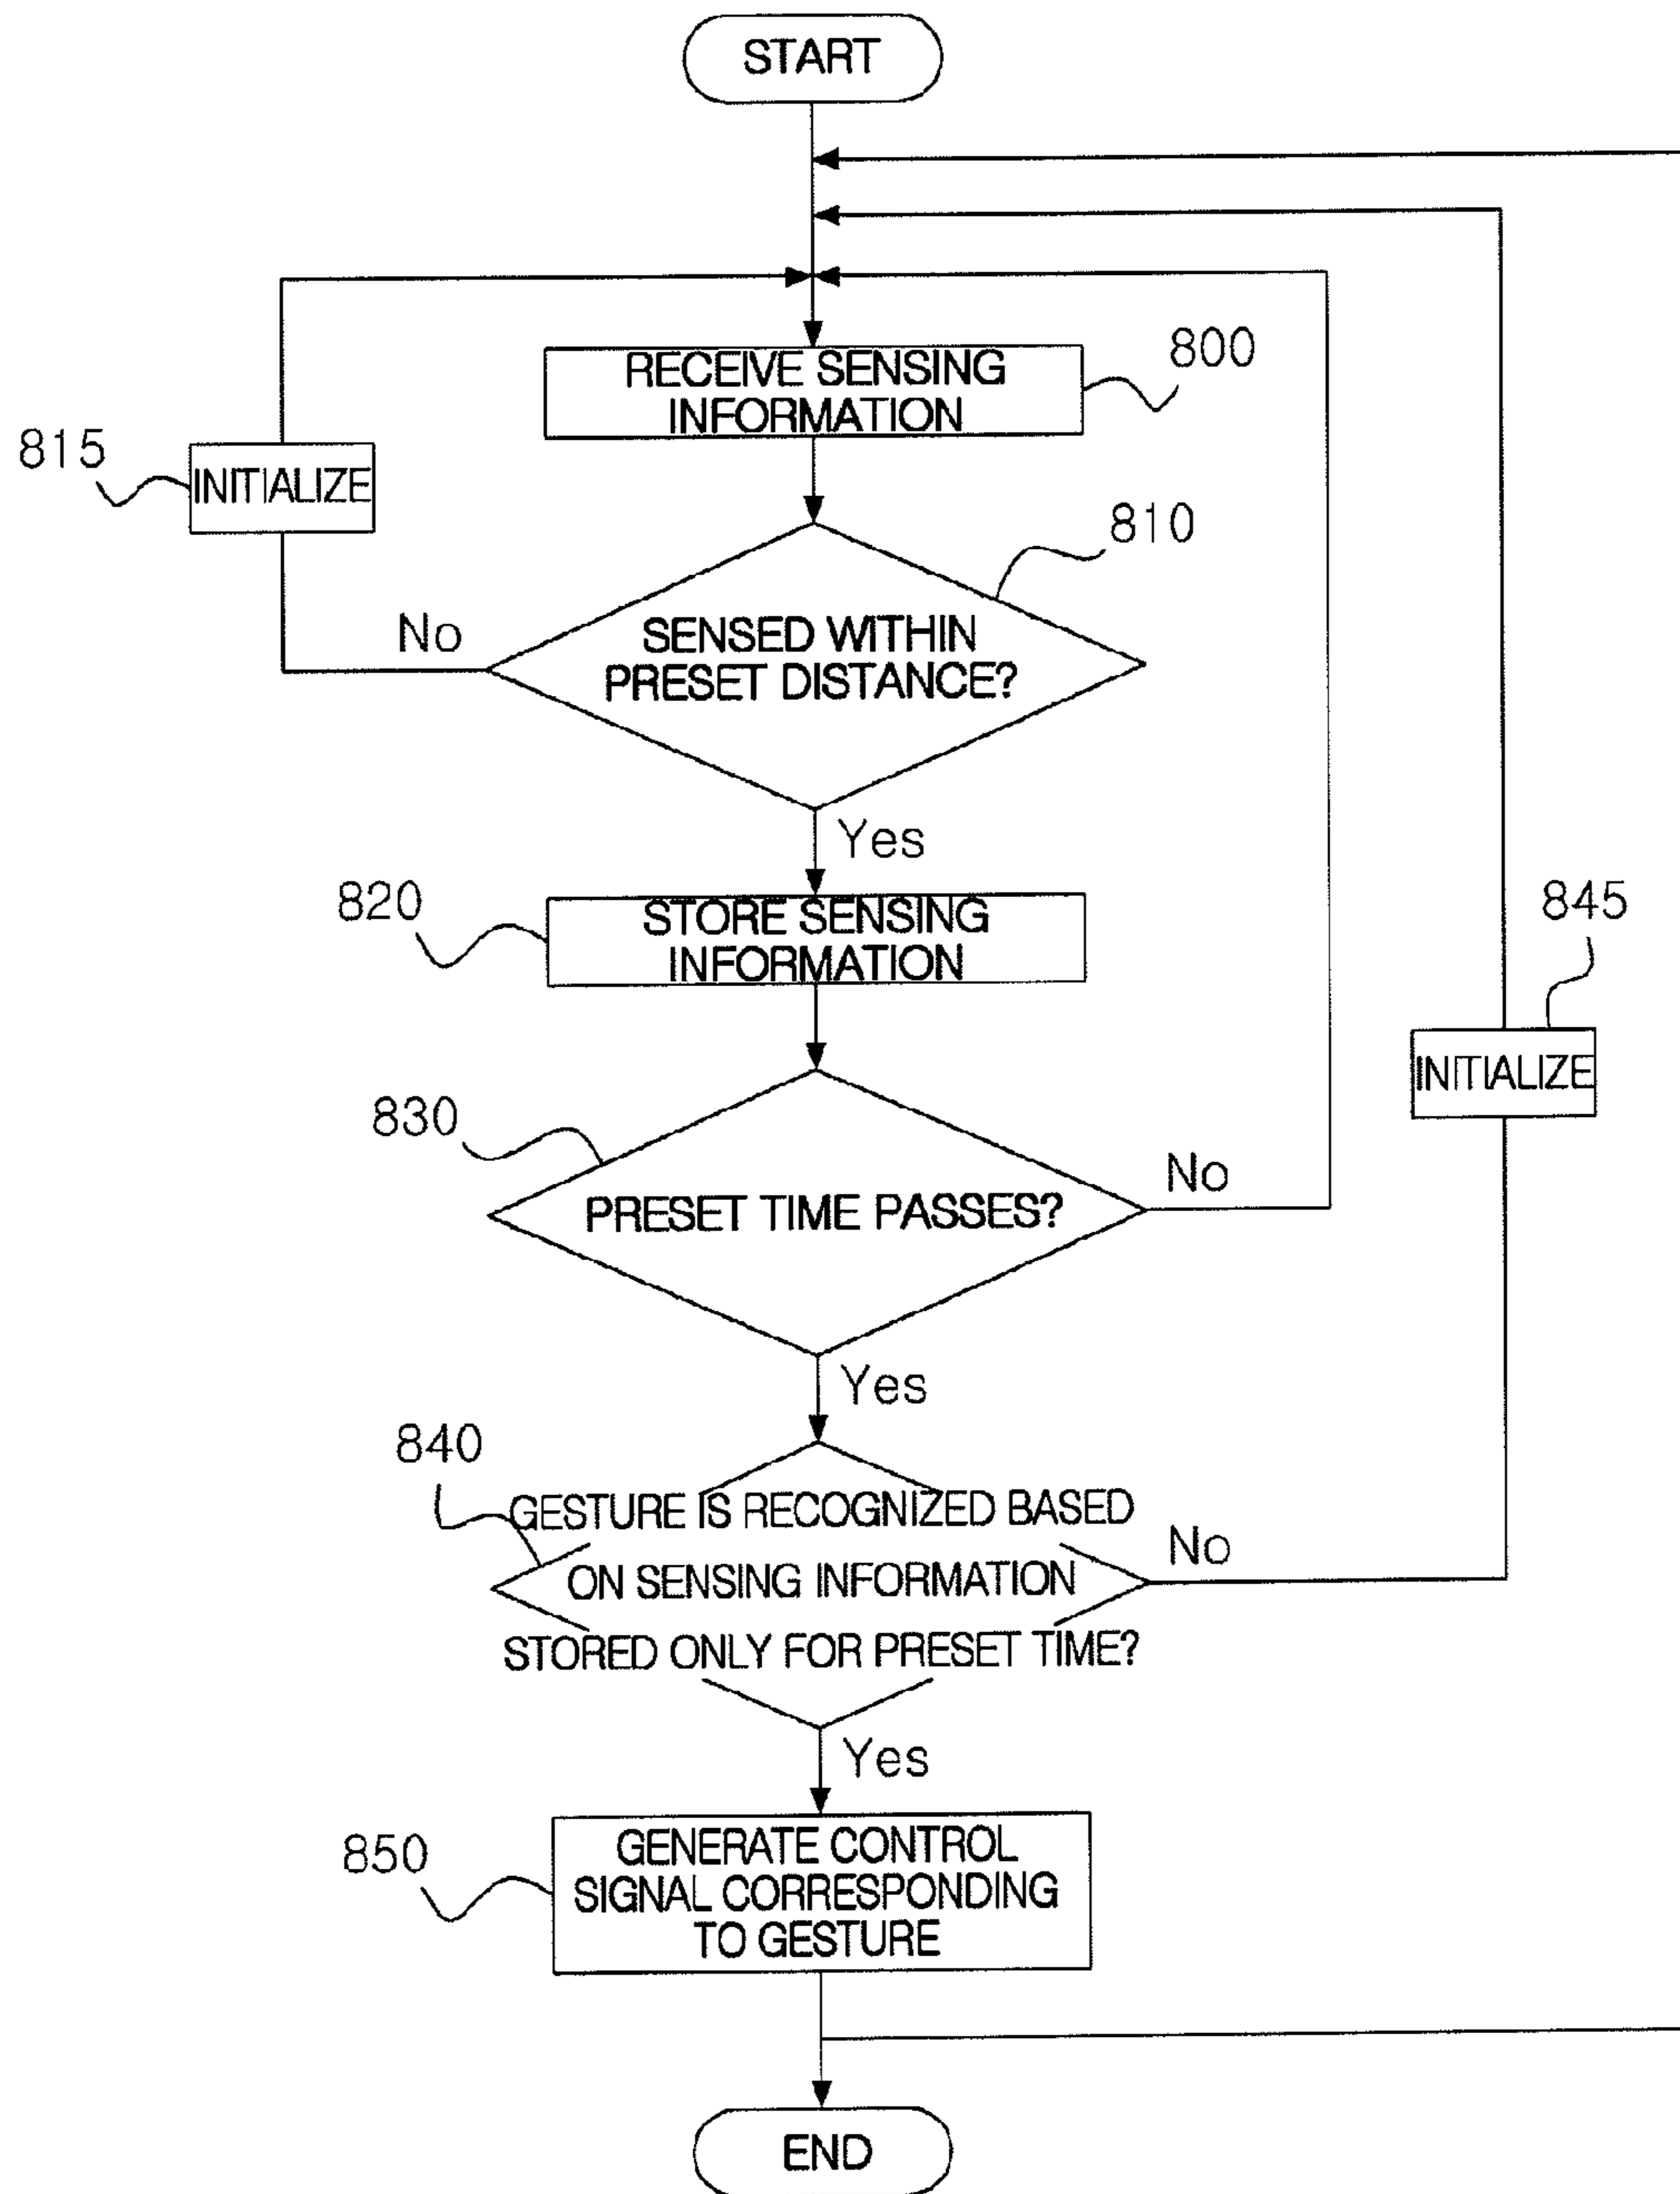 START
RECEIVE SENSING
INFORMATION
800
815
INITIALIZE
810
No
SENSED WITHIN
PRESET DISTANCE?
Yes
820
STORE SENSING
INFORMATION
845
INITIALIZE
830
No
PRESET TIME PASSES?
Yes
840
GESTURE IS RECOGNIZED BASED
ON SENSING INFORMATION
STORED ONLY FOR PRESET TIME?
No
Yes
850
GENERATE CONTROL
SIGNAL CORRESPONDING
TO GESTURE
END